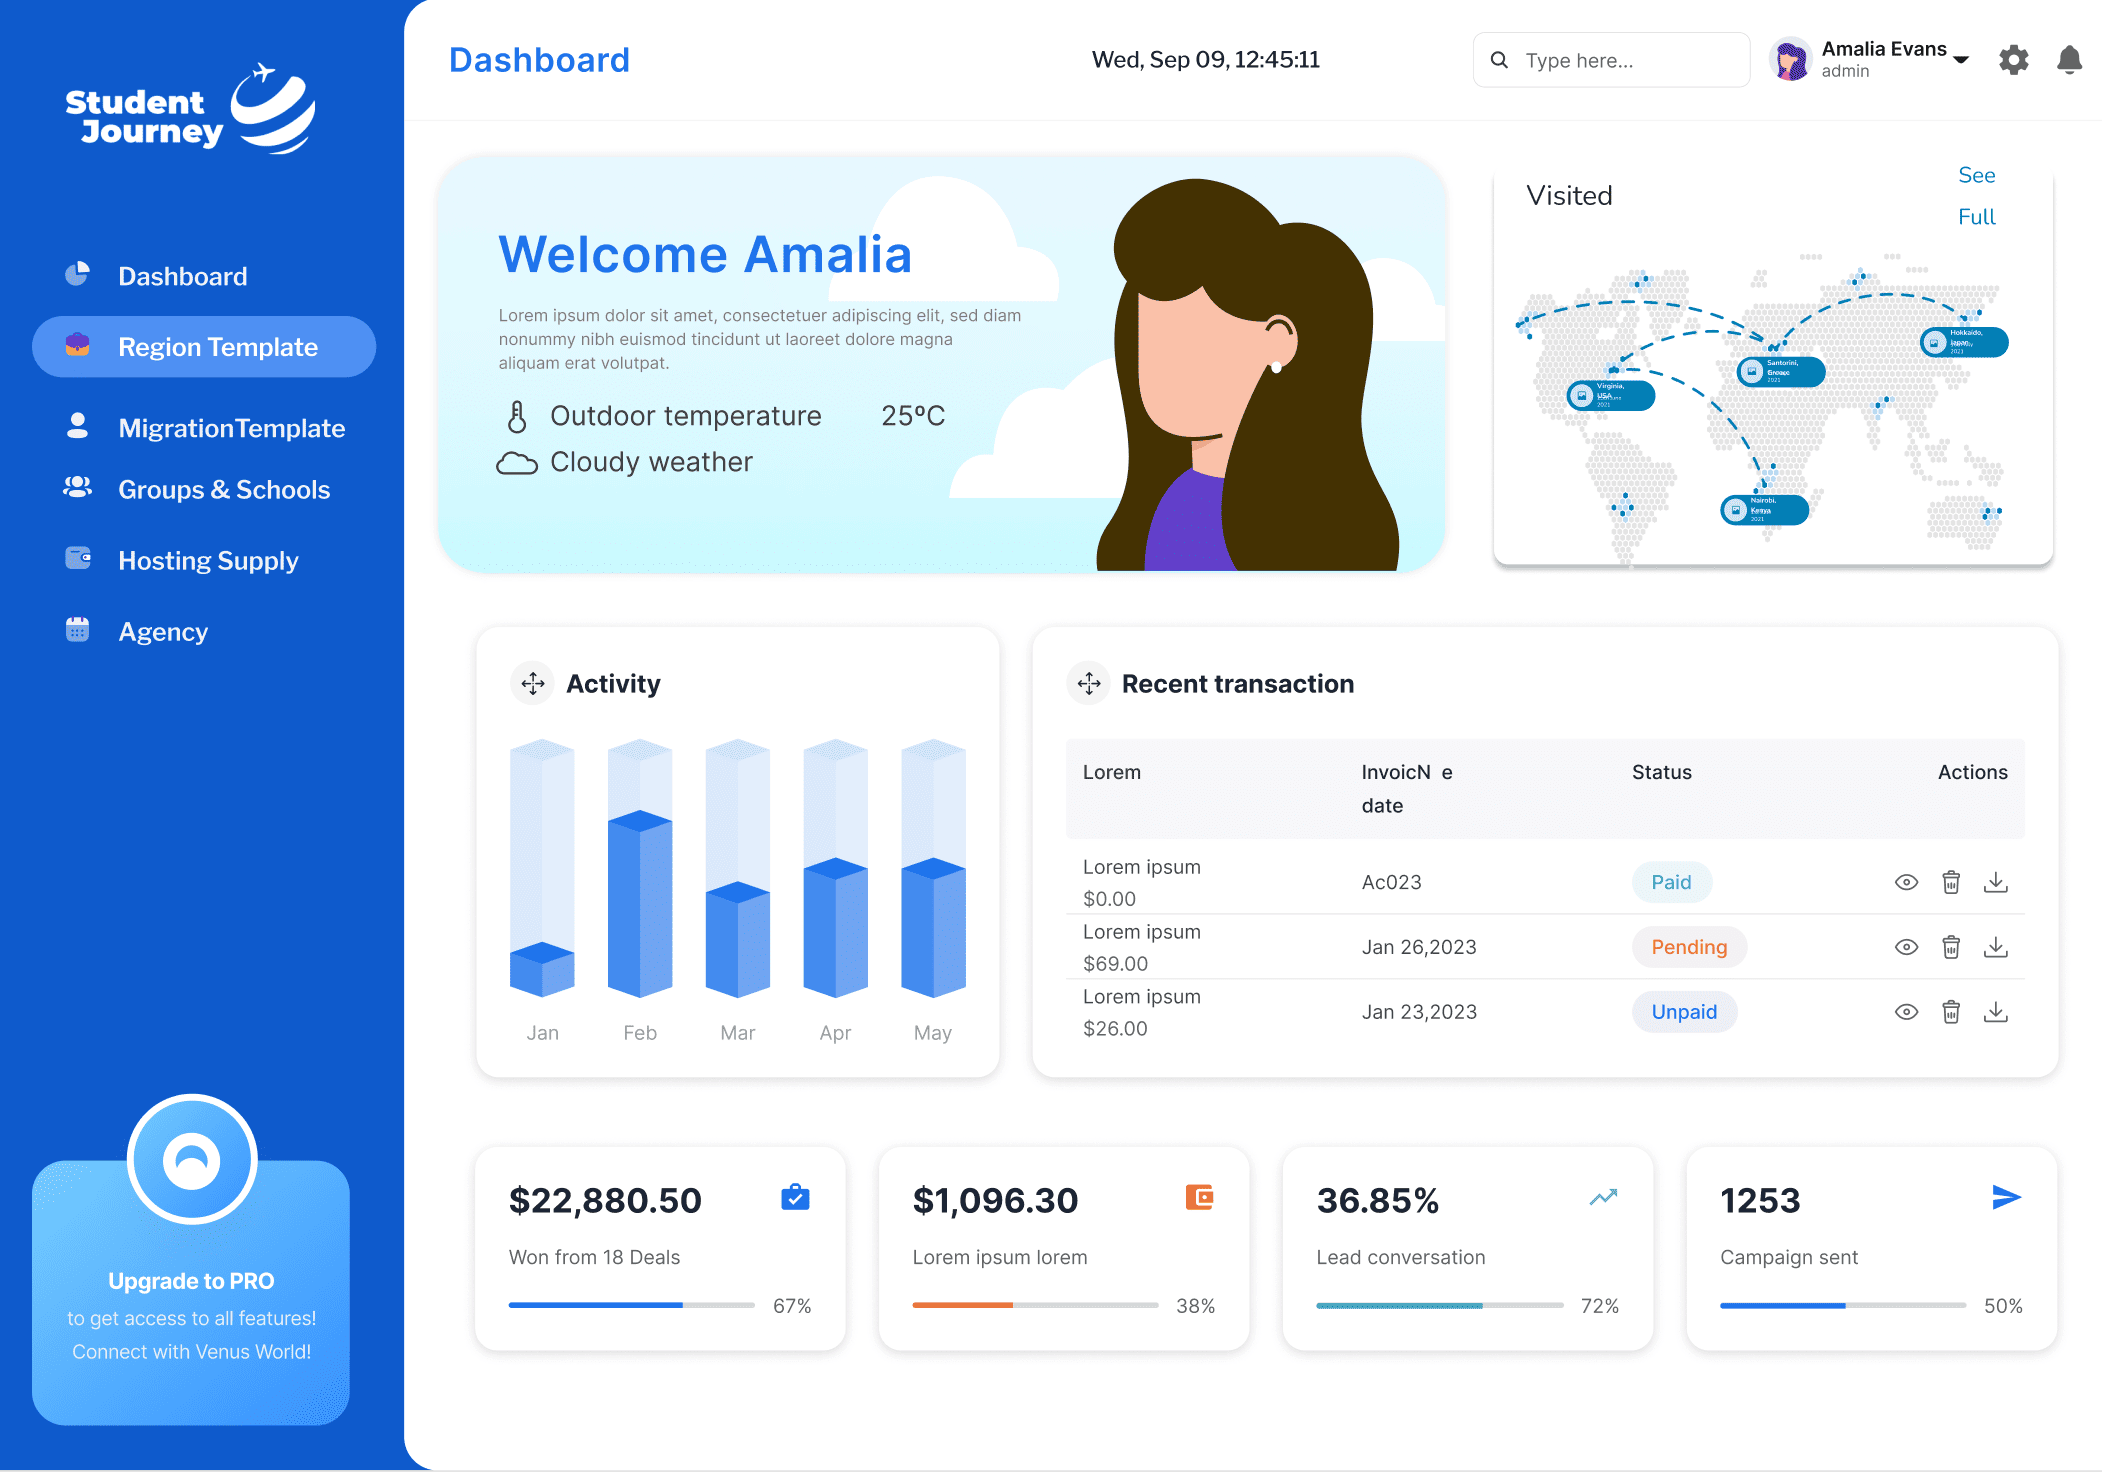 Student
Journey
Dashboard
Region Template
MigrationTemplate
Groups & Schools
Hosting Supply
Agency
Upgrade to PRO
to get access to all features!
Connect with Venus World!
Dashboard
Wed, Sep 09, 12:45:11
Type here...
Amalia Evans
admin
Welcome Amalia
Lorem ipsum dolor sit amet, consectetuer adipiscing elit, sed diam
nonummy nibh euismod tincidunt ut laoreet dolore magna
aliquam erat volutpat.
Outdoor temperature 25ºC
Cloudy weather
Visited
See
Full
Hokkaido,
2021
Santorini,
2021
Virginia,
USA
2021
Nairobi,
Kenya
2021
Activity
Jan Feb Mar Apr May
Recent transaction
Lorem InvoicN e Status Actions
date
Lorem ipsum
$0.00
Ac023
Paid
Lorem ipsum
$69.00
Jan 26,2023
Pending
Lorem ipsum
$26.00
Jan 23,2023
Unpaid
$22,880.50
Won from 18 Deals
67%
$1,096.30
Lorem ipsum lorem
38%
36.85%
Lead conversation
72%
1253
Campaign sent
50%